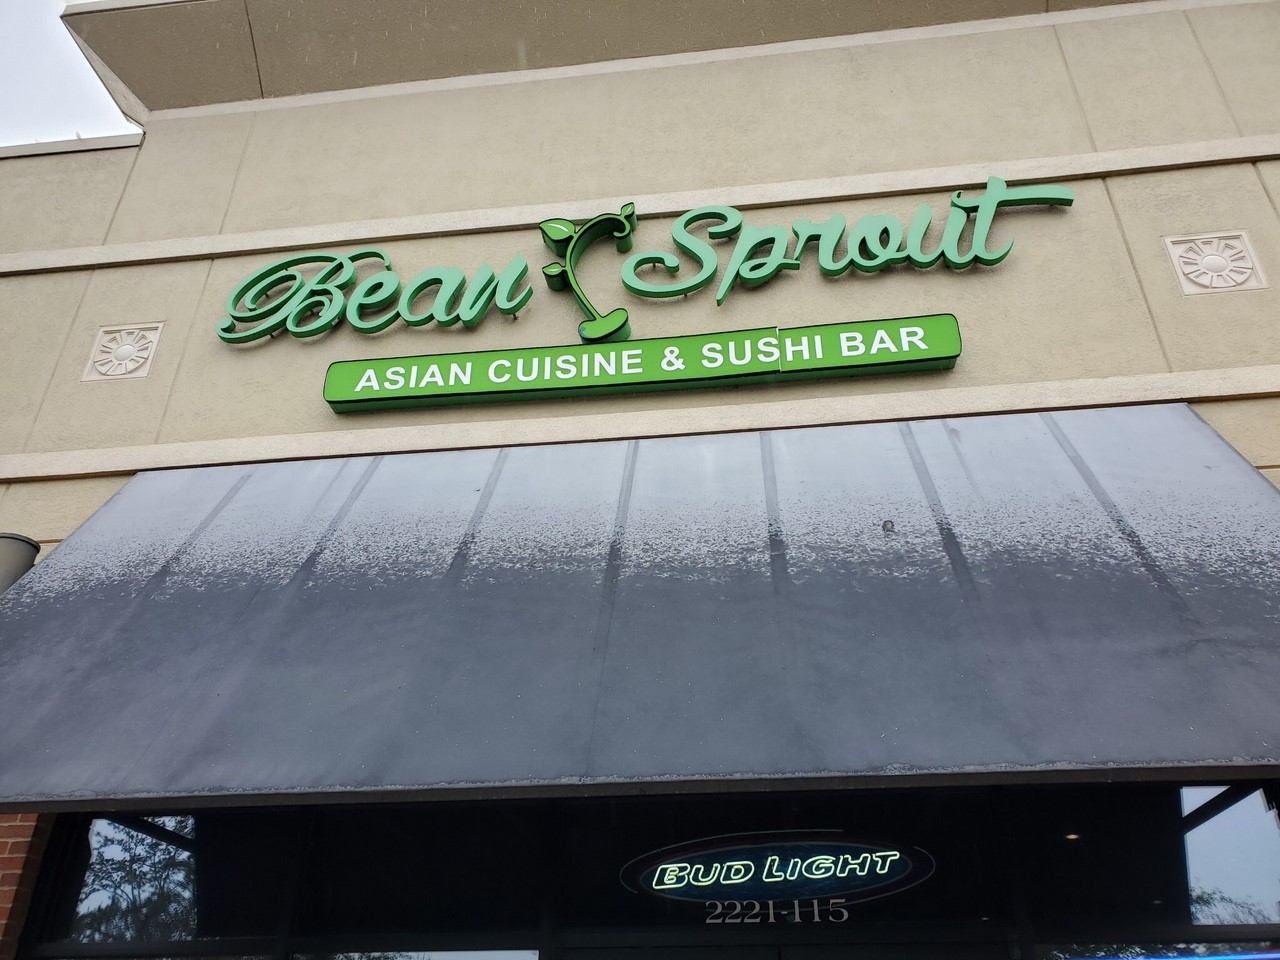 Bean Sprout
ASIAN CUISINE & SUSHI BAR
BUD LIGHT
2221-115